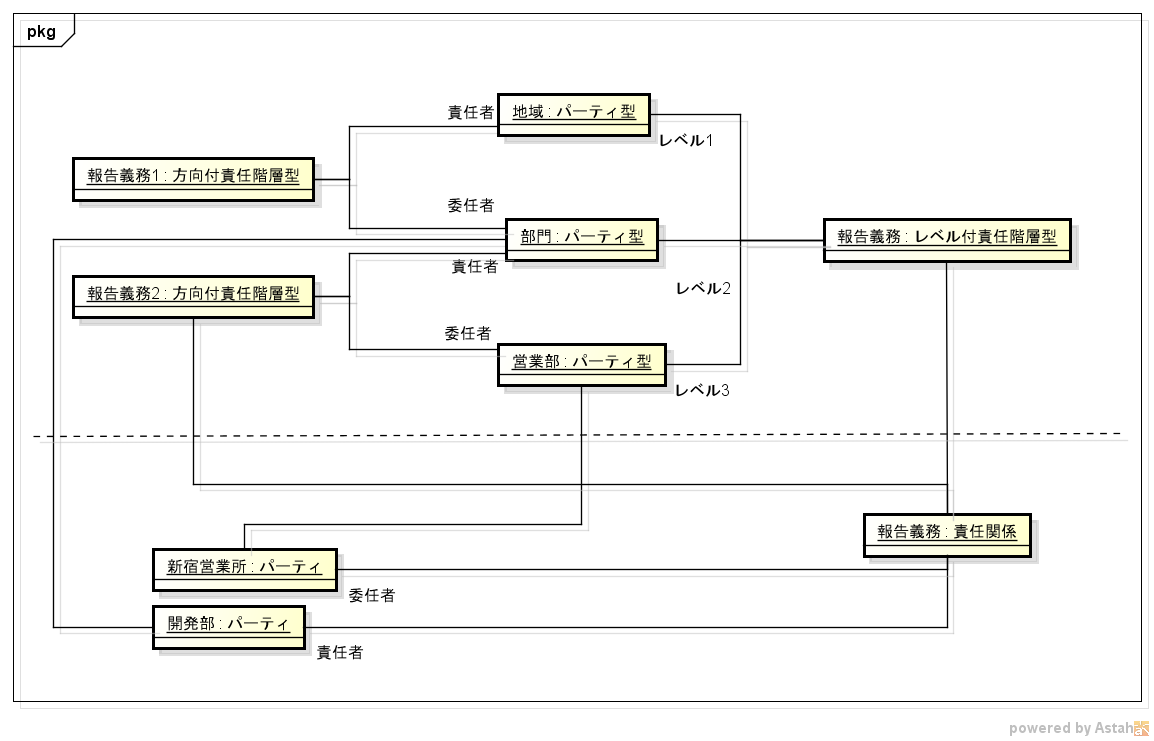 pkg
責任者
地域 : パーティ型
レベル1
報告義務1 : 方向付責任階層型
委任者
部門 : パーティ型
報告義務 : レベル付責任階層型
責任者
報告義務2 : 方向付責任階層型
レベル2
委任者
営業部 : パーティ型
レベル3
報告義務 : 責任関係
新宿営業所 : パーティ
委任者
開発部 : パーティ
責任者
powered by Astah